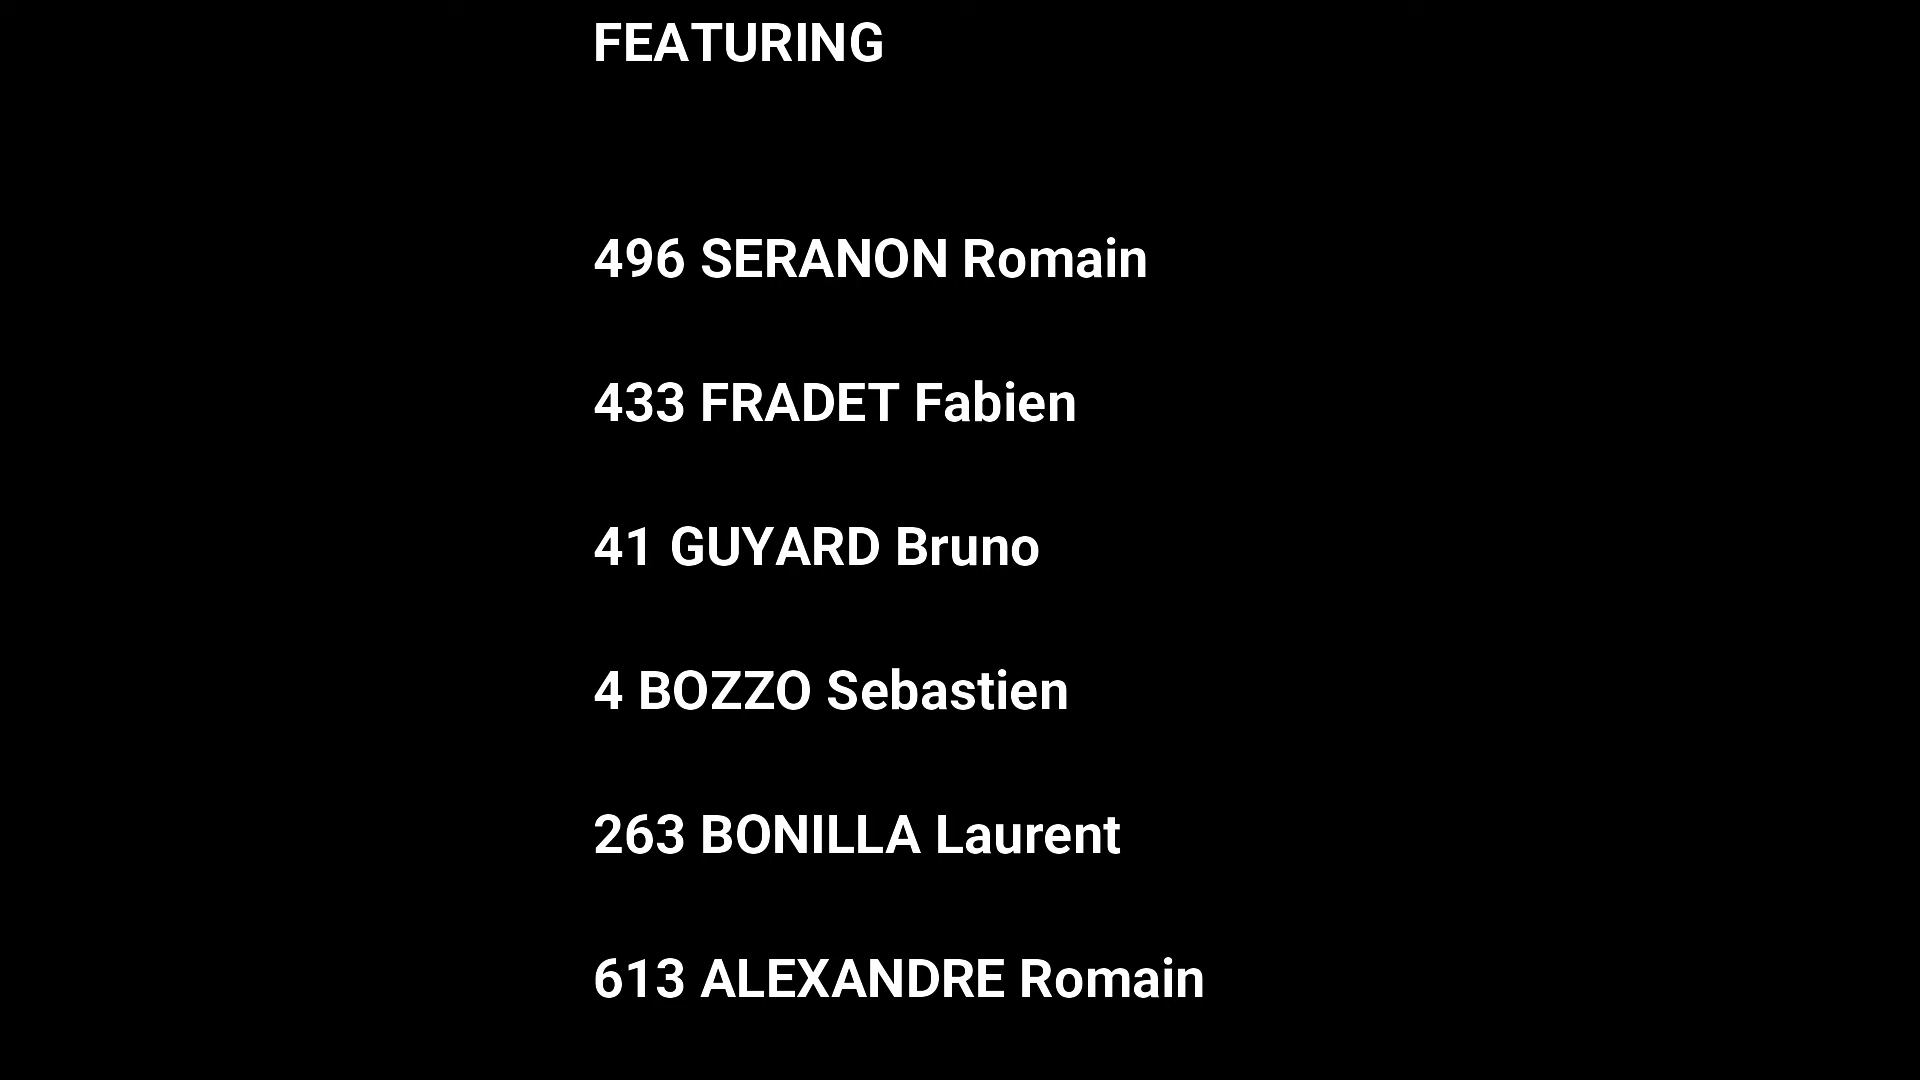 FEATURING
496 SERANON Romain
433 FRADET Fabien
41 GUYARD Bruno
4 BOZZO Sebastien
263 BONILLA Laurent
613 ALEXANDRE Romain